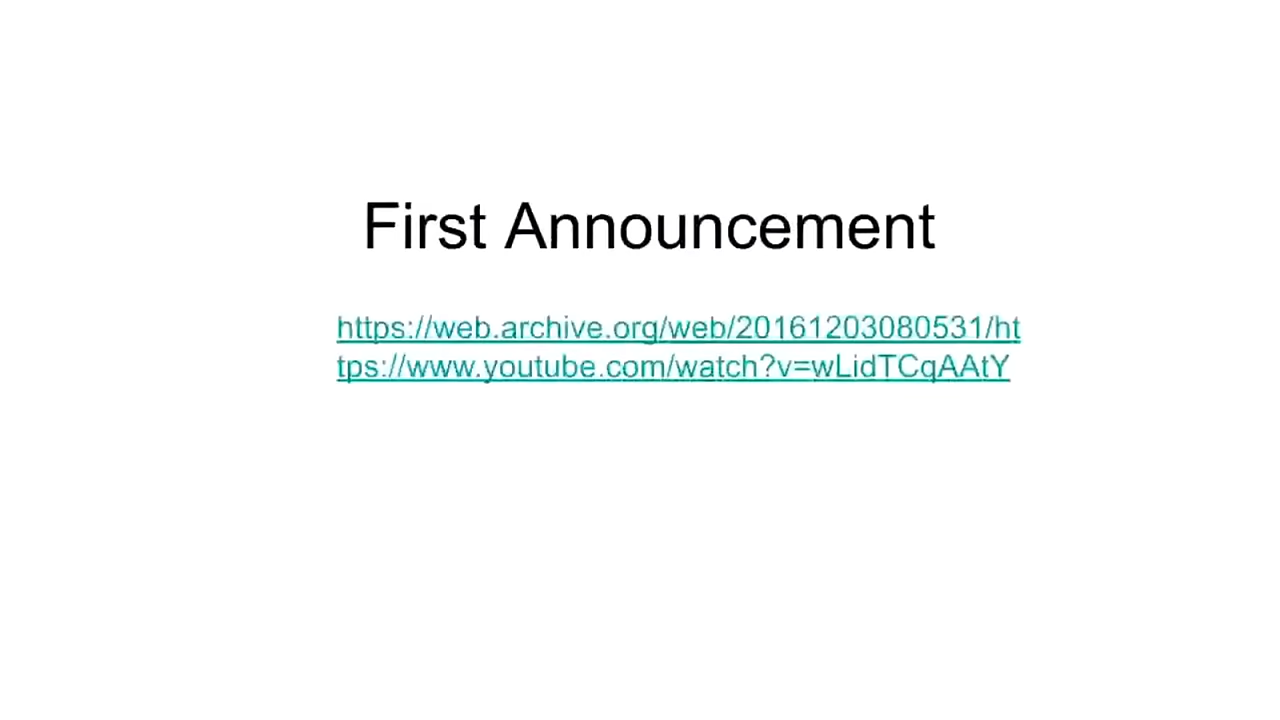 First Announcement
https://web.archive.org/web/20161203080531/ht
tps://www.youtube.com/watch?v=wLidTCqAAtY